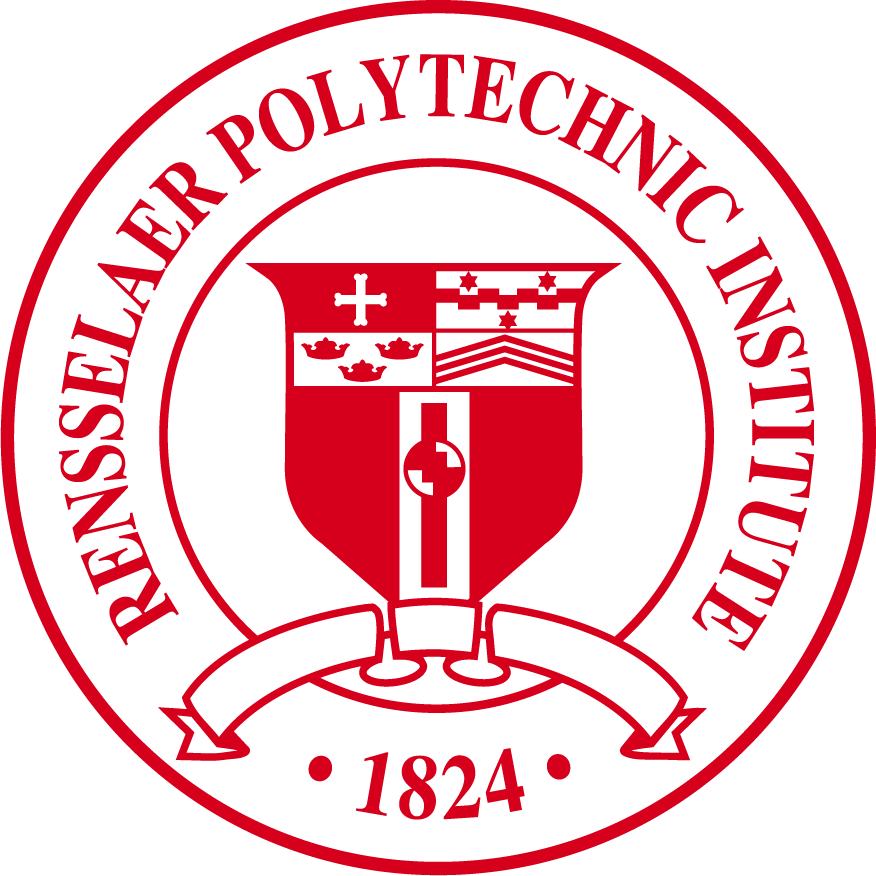 RENSSELAER POLYTECHNIC INSTITUTE
• 1824 •